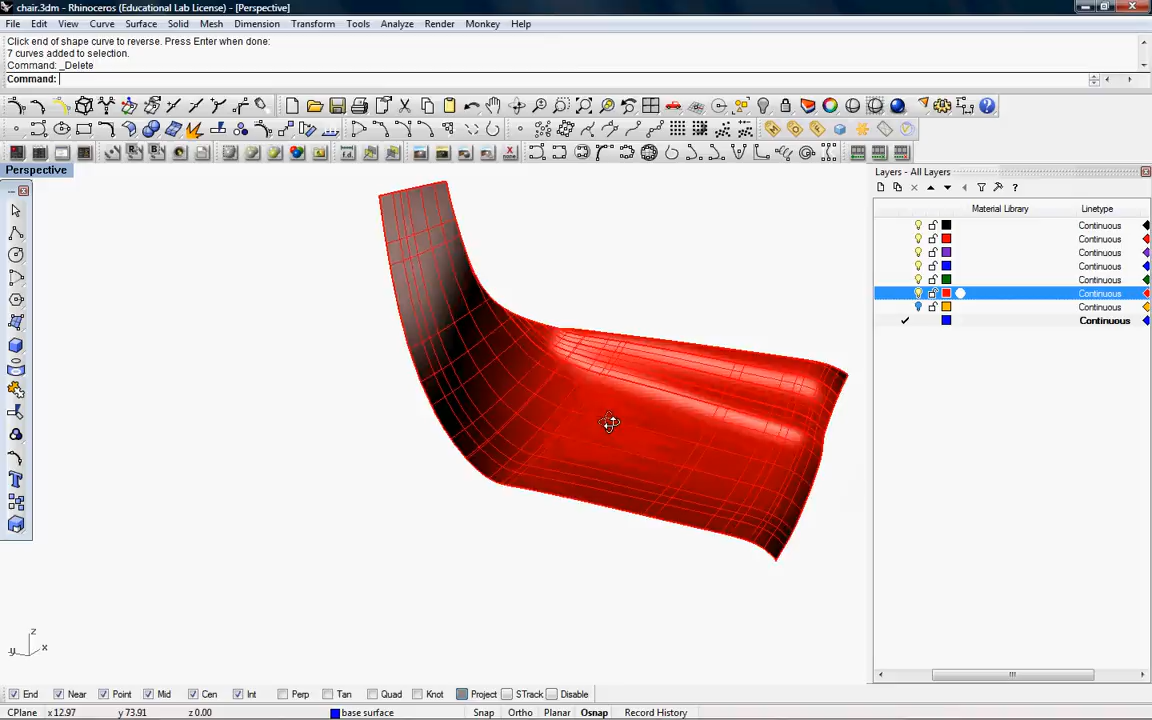 chair.3dm - Rhinoceros (Educational Lab License) - [Perspective]
File Edit View Curve Surface Solid Mesh Dimension Transform Tools Analyze Render Monkey Help
Click end of shape curve to reverse. Press Enter when done:
7 curves added to selection.
Command: _Delete
Command:
Perspective
Layers - All Layers
Material Library Linetype
Continuous
Continuous
Continuous
Continuous
Continuous
Continuous
Continuous
Continuous
z
y x
End Near Point Mid Cen Int Perp Tan Quad Knot Project STrack Disable
CPlane x 12.97 y 73.91 z 0.00 base surface Snap Ortho Planar Osnap Record History